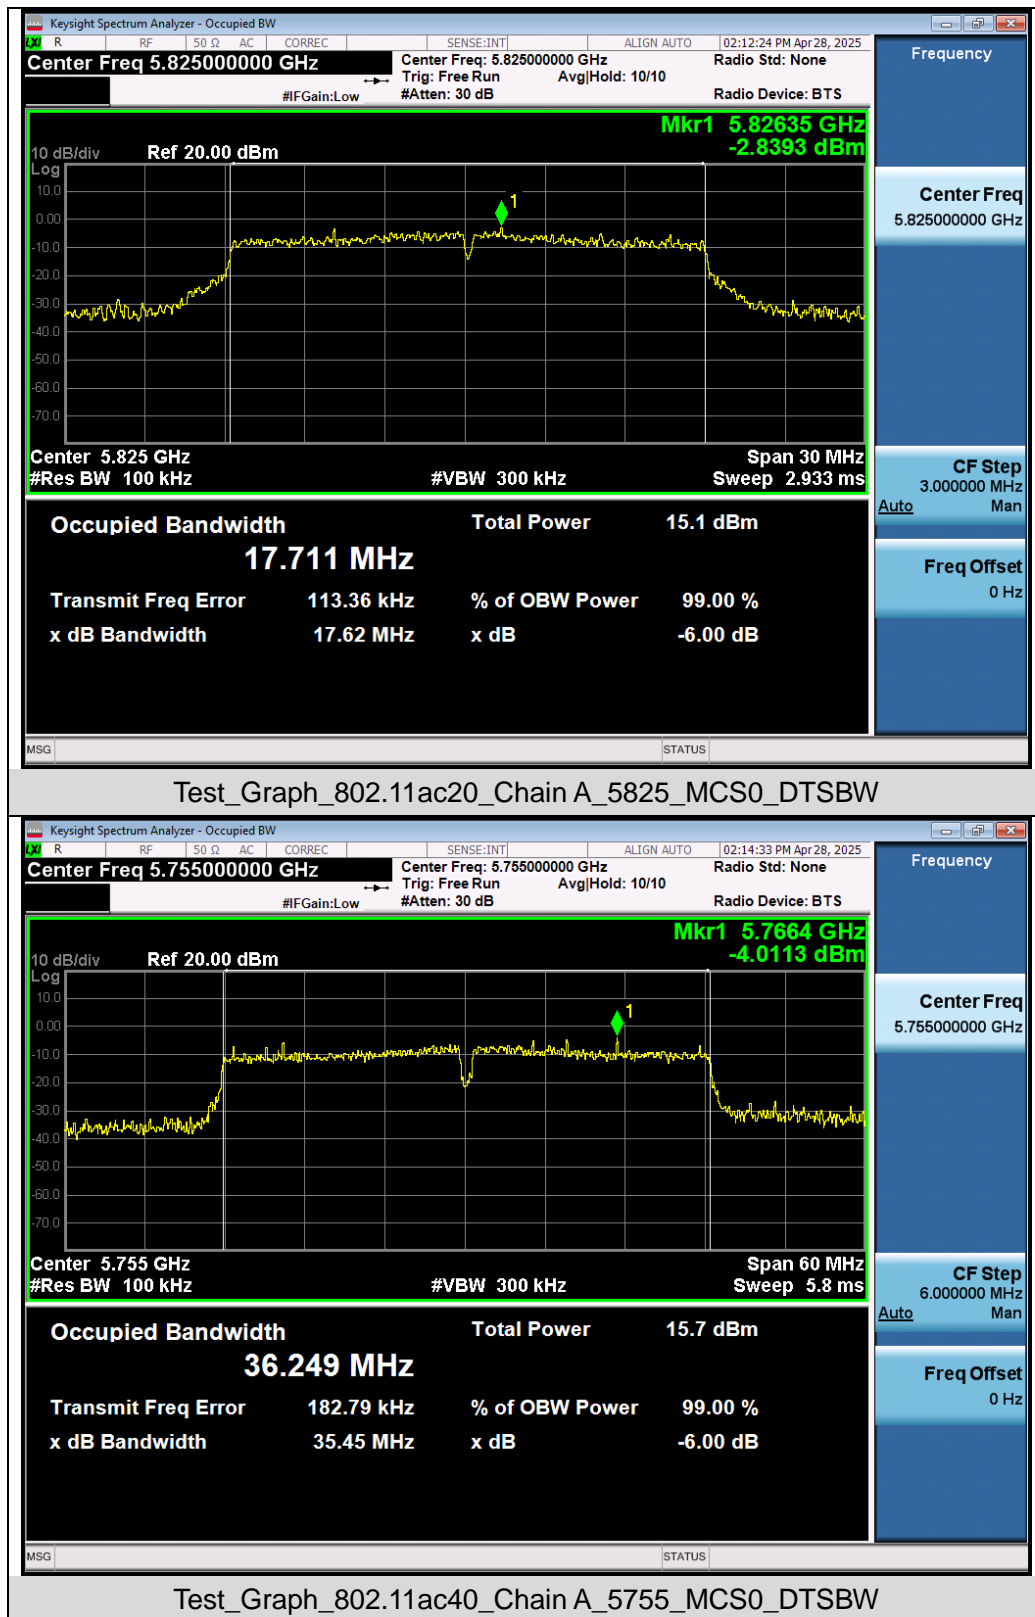 Keysight Spectrum Analyzer - Occupied BW
LXI R RF 50 Ω AC CORREC SENSE:INT ALIGN AUTO 02:12:24 PM Apr 28, 2025
Center Freq 5.825000000 GHz
Center Freq: 5.825000000 GHz
Radio Std: None
Trig: Free Run Avg|Hold: 10/10
#IFGain:Low
#Atten: 30 dB
Radio Device: BTS
Frequency
Mkr1 5.82635 GHz
-2.8393 dBm
10 dB/div Ref 20.00 dBm
Log
10.0
0.00
-10.0
-20.0
-30.0
-40.0
-50.0
-60.0
-70.0
1
Center Freq
5.825000000 GHz
Center 5.825 GHz Span 30 MHz
#Res BW 100 kHz #VBW 300 kHz Sweep 2.933 ms
CF Step
3.000000 MHz
Auto Man
Occupied Bandwidth Total Power 15.1 dBm
17.711 MHz
Freq Offset
0 Hz
Transmit Freq Error 113.36 kHz % of OBW Power 99.00 %
x dB Bandwidth 17.62 MHz x dB -6.00 dB
MSG STATUS
Test_Graph_802.11ac20_Chain A_5825_MCS0_DTSBW
Keysight Spectrum Analyzer - Occupied BW
LXI R RF 50 Ω AC CORREC SENSE:INT ALIGN AUTO 02:14:33 PM Apr 28, 2025
Center Freq 5.755000000 GHz
Center Freq: 5.755000000 GHz
Radio Std: None
Trig: Free Run Avg|Hold: 10/10
#IFGain:Low
#Atten: 30 dB
Radio Device: BTS
Frequency
Mkr1 5.7664 GHz
-4.0113 dBm
10 dB/div Ref 20.00 dBm
Log
10.0
0.00
-10.0
-20.0
-30.0
-40.0
-50.0
-60.0
-70.0
1
Center Freq
5.755000000 GHz
Center 5.755 GHz Span 60 MHz
#Res BW 100 kHz #VBW 300 kHz Sweep 5.8 ms
CF Step
6.000000 MHz
Auto Man
Occupied Bandwidth Total Power 15.7 dBm
36.249 MHz
Freq Offset
0 Hz
Transmit Freq Error 182.79 kHz % of OBW Power 99.00 %
x dB Bandwidth 35.45 MHz x dB -6.00 dB
MSG STATUS
Test_Graph_802.11ac40_Chain A_5755_MCS0_DTSBW